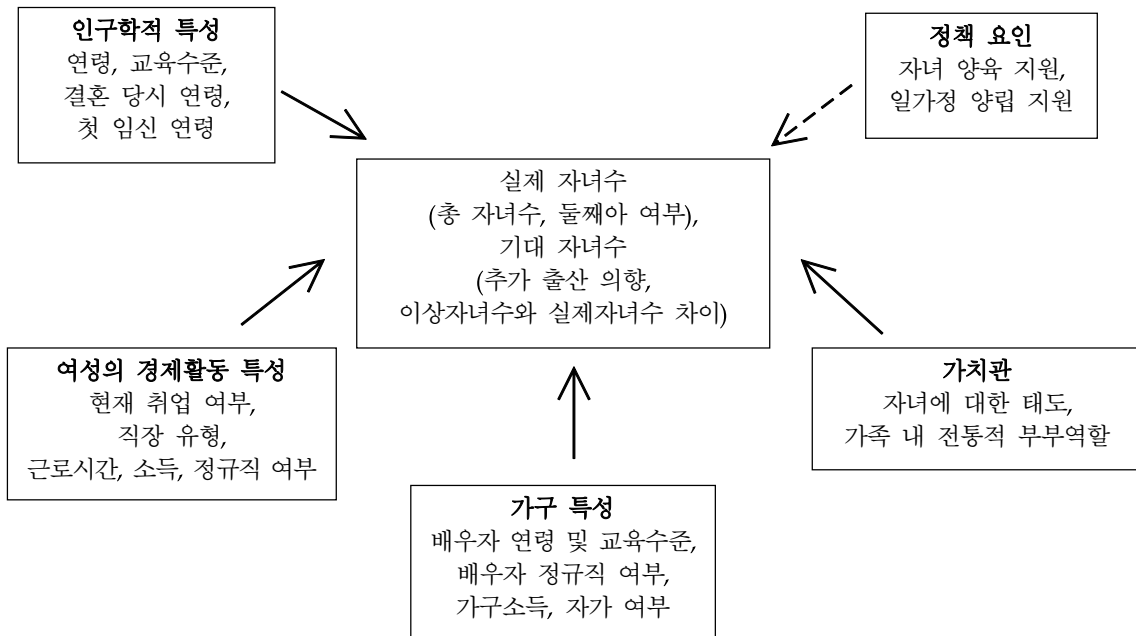 인구학적 특성
연령, 교육수준,
결혼 당시 연령,
첫 임신 연령
정책 요인
자녀 양육 지원,
일가정 양립 지원
실제 자녀수
(총 자녀수, 둘째아 여부),
기대 자녀수
(추가 출산 의향,
이상자녀수와 실제자녀수 차이)
여성의 경제활동 특성
현재 취업 여부,
직장 유형,
근로시간, 소득, 정규직 여부
가치관
자녀에 대한 태도,
가족 내 전통적 부부역할
가구 특성
배우자 연령 및 교육수준,
배우자 정규직 여부,
가구소득, 자가 여부